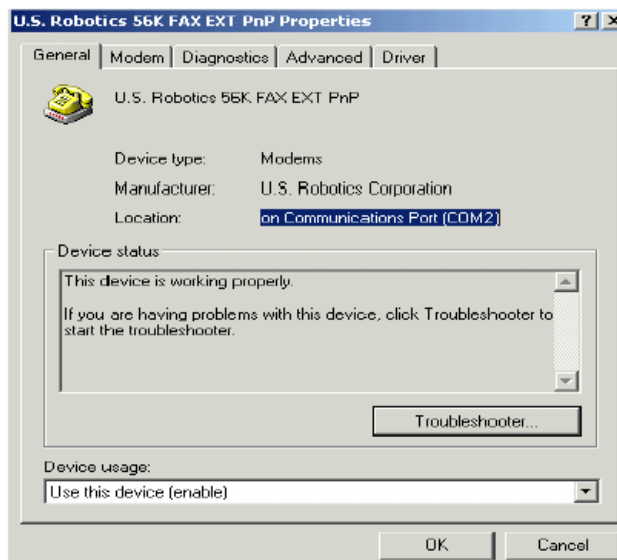 U.S. Robotics 56K FAX EXT PnP Properties
General Modem Diagnostics Advanced Driver
U.S. Robotics 56K FAX EXT PnP
Device type: Modems
Manufacturer: U.S. Robotics Corporation
Location: on Communications Port (COM2)
Device status
This device is working properly.
If you are having problems with this device, click Troubleshooter to
start the troubleshooter.
Troubleshooter...
Device usage:
Use this device (enable)
OK Cancel